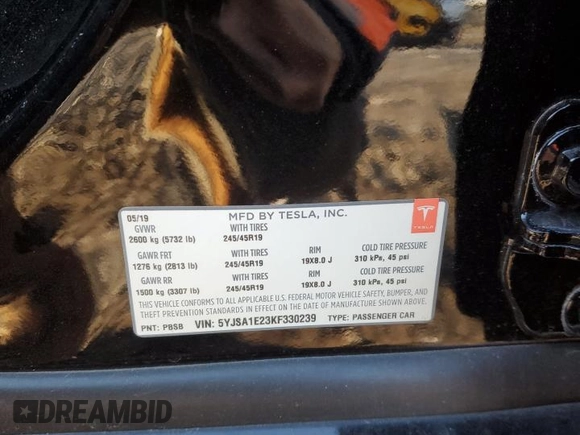 05/19 MFD BY TESLA, INC.
GVWR WITH TIRES
2600 kg (5732 lb) 245/45R19
GAWR FRT WITH TIRES RIM COLD TIRE PRESSURE
1276 kg (2813 lb) 245/45R19 19X8.0 J 310 kPa, 45 psi
GAWR RR WITH TIRES RIM COLD TIRE PRESSURE
1500 kg (3307 lb) 245/45R19 19X8.0 J 310 kPa, 45 psi
THIS VEHICLE CONFORMS TO ALL APPLICABLE U.S. FEDERAL MOTOR VEHICLE SAFETY, BUMPER, AND
THEFT PREVENTION STANDARDS IN EFFECT ON THE DATE OF MANUFACTURE SHOWN ABOVE.
PNT: PBSB VIN: 5YJSA1E23KF330239 TYPE: PASSENGER CAR
TESLA
DREAMBID